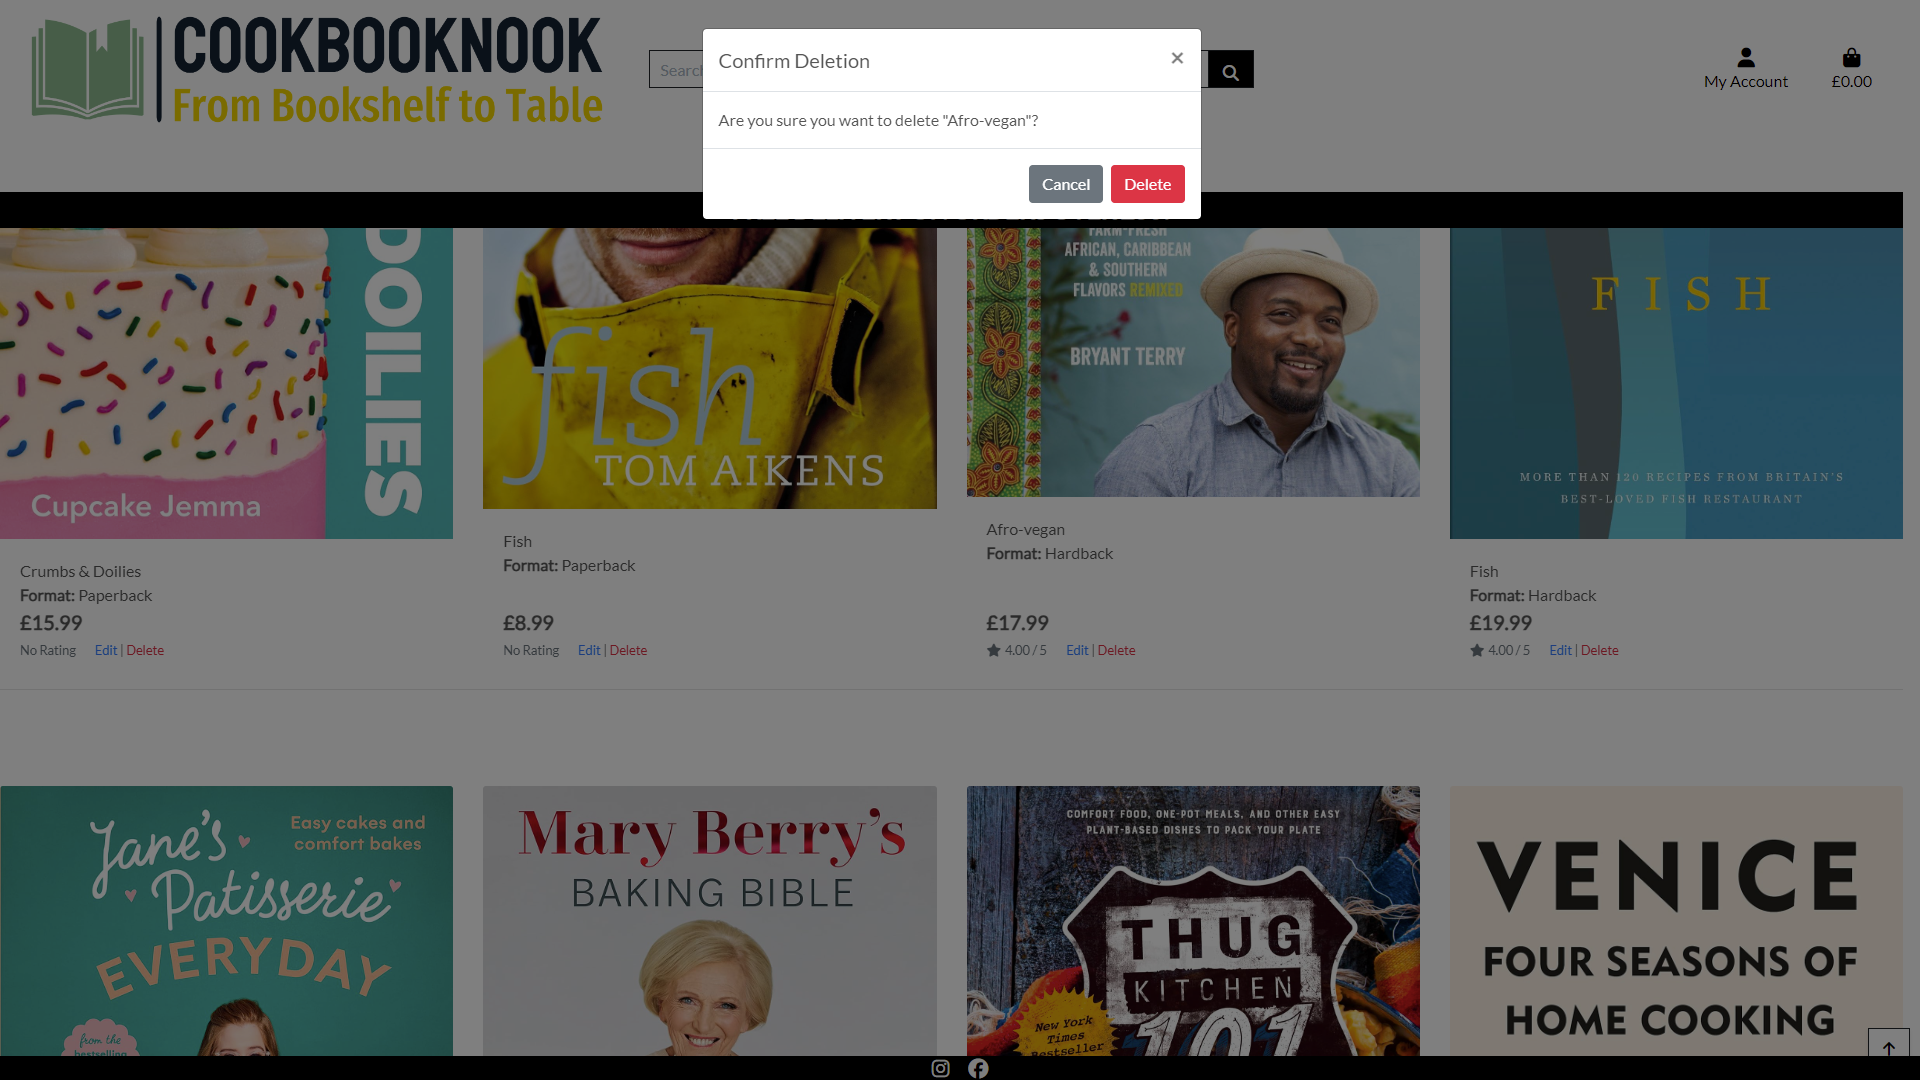 COOKBOOKNOOK
From Bookshelf to Table
Search
My Account
£0.00
Confirm Deletion
×
Are you sure you want to delete "Afro-vegan"?
Cancel
Delete
DOILIES
Cupcake Jemma
fish
TOM AIKENS
FARM-FRESH
AFRICAN, CARIBBEAN
& SOUTHERN
FLAVORS REMIXED
BRYANT TERRY
FISH
MORE THAN 120 RECIPES FROM BRITAIN'S
BEST-LOVED FISH RESTAURANT
Crumbs & Doilies
Format: Paperback
£15.99
No Rating Edit | Delete
Fish
Format: Paperback
£8.99
No Rating Edit | Delete
Afro-vegan
Format: Hardback
£17.99
4.00 / 5 Edit | Delete
Fish
Format: Hardback
£19.99
4.00 / 5 Edit | Delete
Jane's
Patisserie
EVERYDAY
Easy cakes and
comfort bakes
from the
bestselling
Mary Berry's
BAKING BIBLE
COMFORT FOOD, ONE-POT MEALS, AND OTHER EASY
PLANT-BASED DISHES TO PACK YOUR PLATE
THUG
KITCHEN
101
New York
Times
Bestseller
VENICE
FOUR SEASONS OF
HOME COOKING